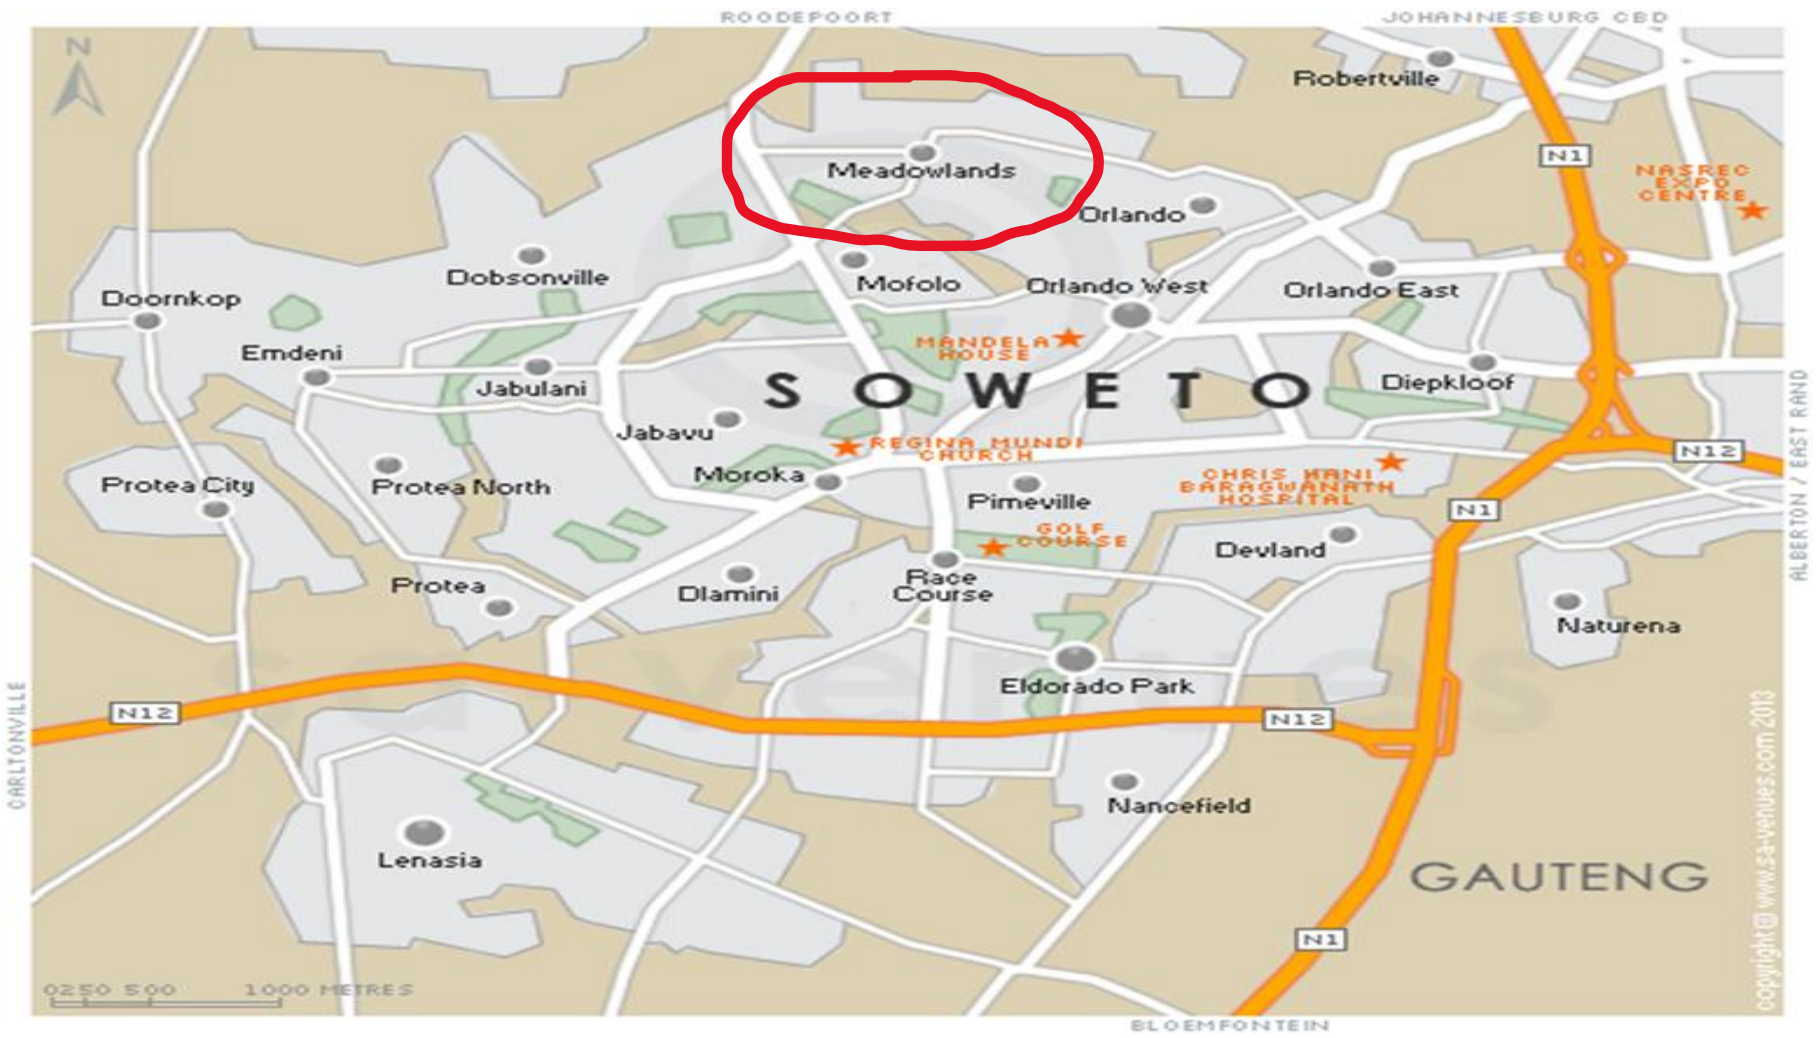 ROODEPOORT
JOHANNESBURG CBD
N
Robertville
N1
NASREC
EXPO
CENTRE
Meadowlands
Orlando
Dobsonville
Mofolo
Orlando West
Orlando East
Doornkop
MANDELA
HOUSE
Emdeni
Jabulani
SOWETO
Diepkloof
Jabavu
REGINA MUNDI
CHURCH
N12
Moroka
Protea City
Protea North
Pimeville
CHRIS HANI
BARAGWANATH
HOSPITAL
N1
GOLF
COURSE
Devland
ALBERTON / EAST RAND
Protea
Dlamini
Race
Course
Naturena
sa venues
Eldorado Park
N12
N12
CARLTONVILLE
Nancefield
Lenasia
GAUTENG
N1
copyright © www.sa-venues.com 2013
0 250 500 1000 METRES
BLOEMFONTEIN